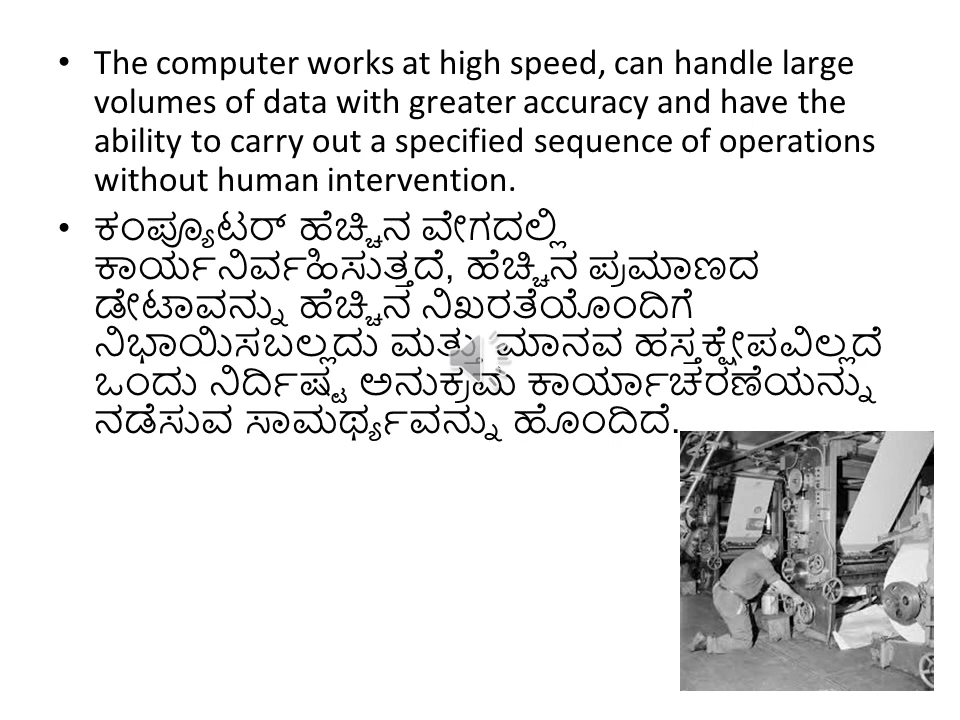 • The computer works at high speed, can handle large
volumes of data with greater accuracy and have the
ability to carry out a specified sequence of operations
without human intervention.
• ಕಂಪ್ಯೂಟರ್ ಹೆಚ್ಚಿನ ವೇಗದಲ್ಲಿ
ಕಾರ್ಯನಿರ್ವಹಿಸುತ್ತದೆ, ಹೆಚ್ಚಿನ ಪ್ರಮಾಣದ
ಡೇಟಾವನ್ನು ಹೆಚ್ಚಿನ ನಿಖರತೆಯೊಂದಿಗೆ
ನಿಭಾಯಿಸಬಲ್ಲದು ಮತ್ತು ಮಾನವ ಹಸ್ತಕ್ಷೇಪವಿಲ್ಲದೆ
ಒಂದು ನಿರ್ದಿಷ್ಟ ಅನುಕ್ರಮ ಕಾರ್ಯಾಚರಣೆಯನ್ನು
ನಡೆಸುವ ಸಾಮರ್ಥ್ಯವನ್ನು ಹೊಂದಿದೆ.